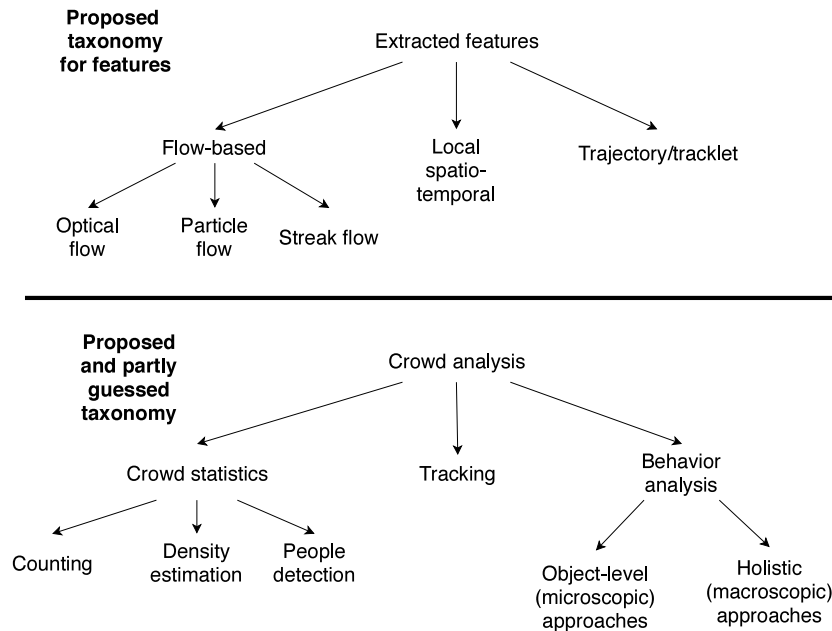 Proposed
taxonomy
for features
Extracted features
Flow-based
Local
spatio-
temporal
Trajectory/tracklet
Optical
flow
Particle
flow
Streak flow
Proposed
and partly
guessed
taxonomy
Crowd analysis
Crowd statistics
Tracking
Behavior
analysis
Counting
Density
estimation
People
detection
Object-level
(microscopic)
approaches
Holistic
(macroscopic)
approaches